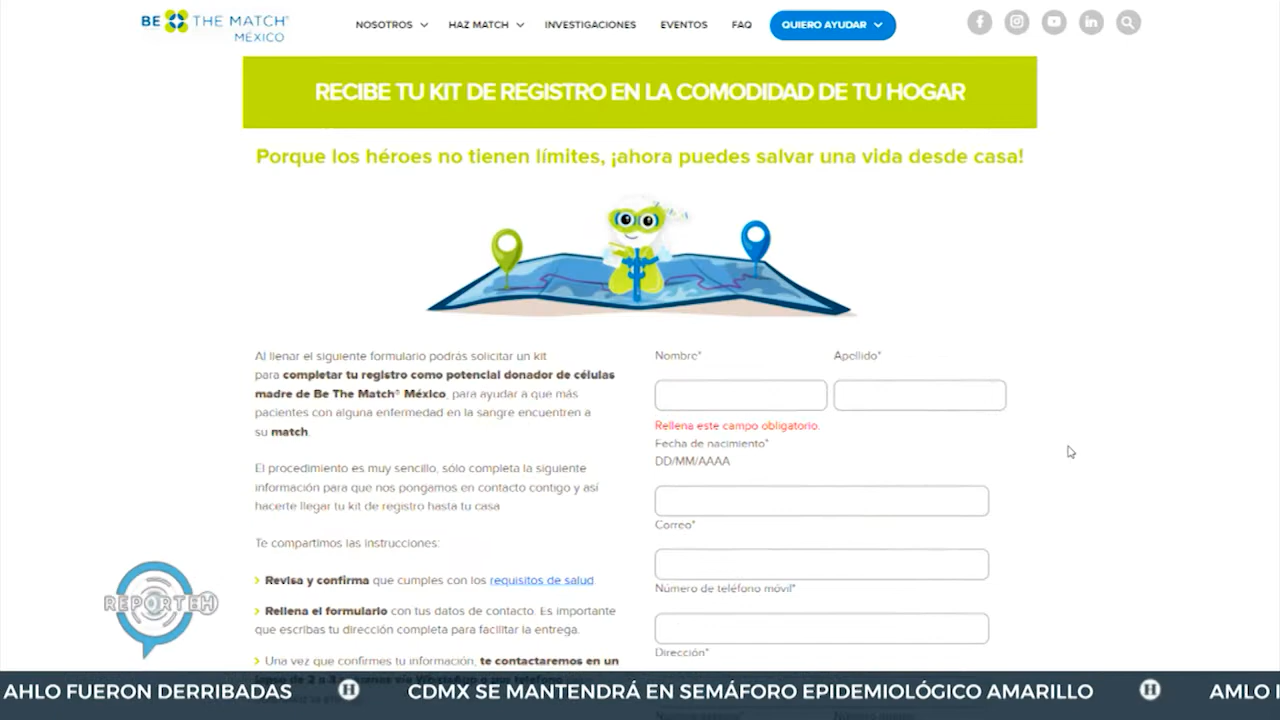 BE THE MATCH®
MÉXICO
NOSOTROS
HAZ MATCH
INVESTIGACIONES
EVENTOS
FAQ
QUIERO AYUDAR
RECIBE TU KIT DE REGISTRO EN LA COMODIDAD DE TU HOGAR
Porque los héroes no tienen límites, ¡ahora puedes salvar una vida desde casa!
Al llenar el siguiente formulario podrás solicitar un kit
para completar tu registro como potencial donador de células
madre de Be The Match® México, para ayudar a que más
pacientes con alguna enfermedad en la sangre encuentren a
su match.
El procedimiento es muy sencillo, sólo completa la siguiente
información para que nos pongamos en contacto contigo y así
hacerte llegar tu kit de registro hasta tu casa
Te compartimos las instrucciones:
Revisa y confirma que cumples con los requisitos de salud
Rellena el formulario con tus datos de contacto. Es importante
que escribas tu dirección completa para facilitar la entrega.
Una vez que confirmes tu información, te contactaremos en un
Nombre*
Apellido*
Rellena este campo obligatorio.
Fecha de nacimiento*
DD/MM/AAAA
Correo*
Número de teléfono móvil*
Dirección*
REPORTE H
AHLO FUERON DERRIBADAS
H
CDMX SE MANTENDRÁ EN SEMÁFORO EPIDEMIOLÓGICO AMARILLO
H
AMLO